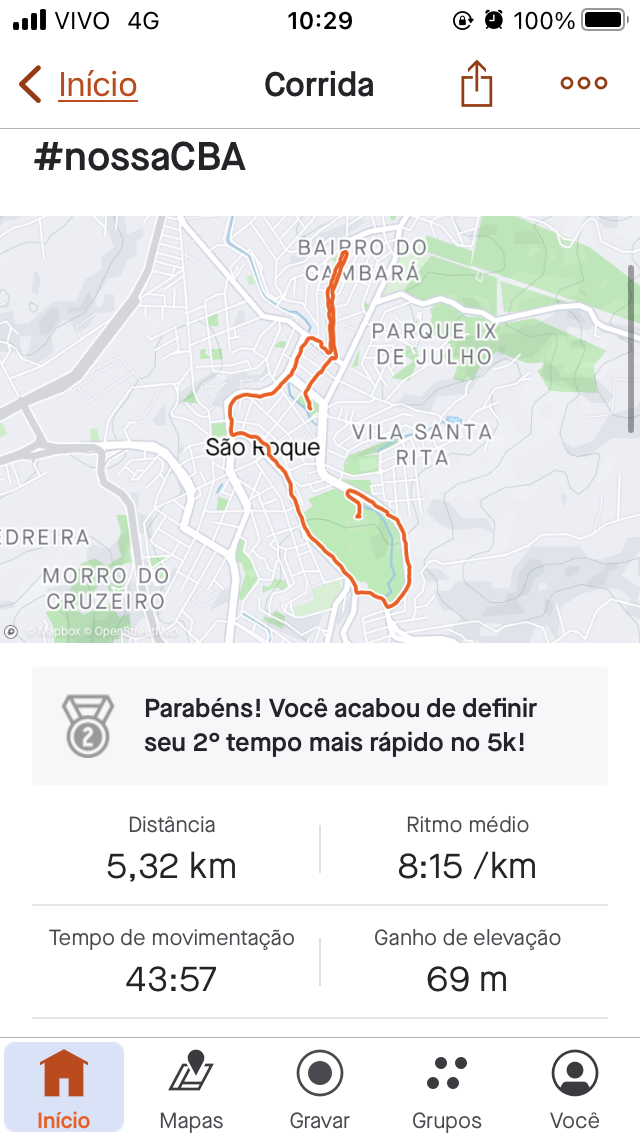 VIVO 4G 10:29 100%
Início Corrida
#nossaCBA
BAIRRO DO
CAMBARÁ
PARQUE IX
DE JULHO
VILA SANTA
RITA
São Roque
EDREIRA
MORRO DO
CRUZEIRO
© Mapbox © OpenStreetMap
Parabéns! Você acabou de definir
seu 2º tempo mais rápido no 5k!
2
Distância Ritmo médio
5,32 km 8:15 /km
Tempo de movimentação Ganho de elevação
43:57 69 m
Início Mapas Gravar Grupos Você